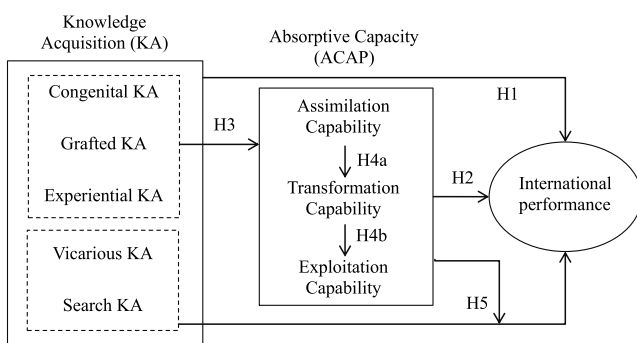 Knowledge
Acquisition (KA)
Absorptive Capacity
(ACAP)
Congenital KA
Grafted KA
Experiential KA
Vicarious KA
Search KA
H3
Assimilation
Capability
H4a
Transformation
Capability
H4b
Exploitation
Capability
H1
H2
International
performance
H5